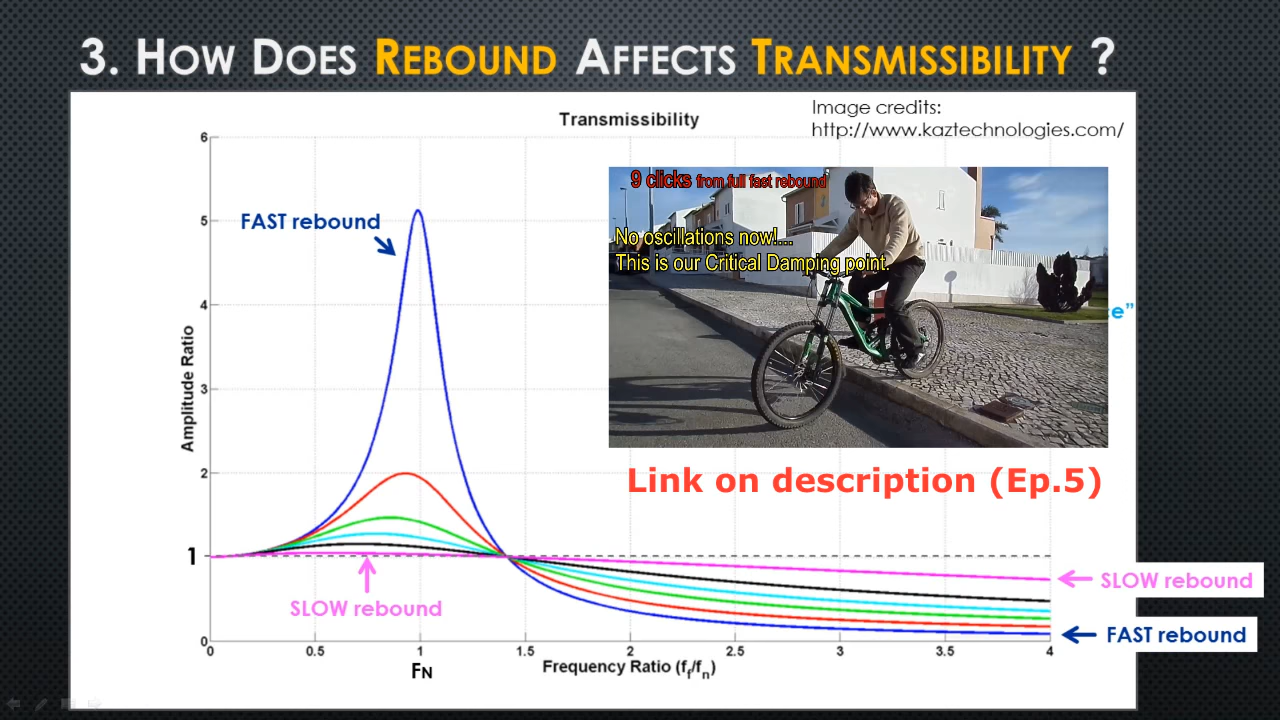 3. HOW DOES REBOUND AFFECTS TRANSMISSIBILITY ?
Image credits:
http://www.kaztechnologies.com/
Transmissibility
6
5
4
3
2
1
0
Amplitude Ratio
FAST rebound
9 clicks from full fast rebound
No oscillations now!....
This is our Critical Damping point.
e”
Link on description (Ep.5)
SLOW rebound
SLOW rebound
FAST rebound
0 0.5 1 1.5 2 2.5 3 3.5 4
FN
Frequency Ratio (ff/fn)